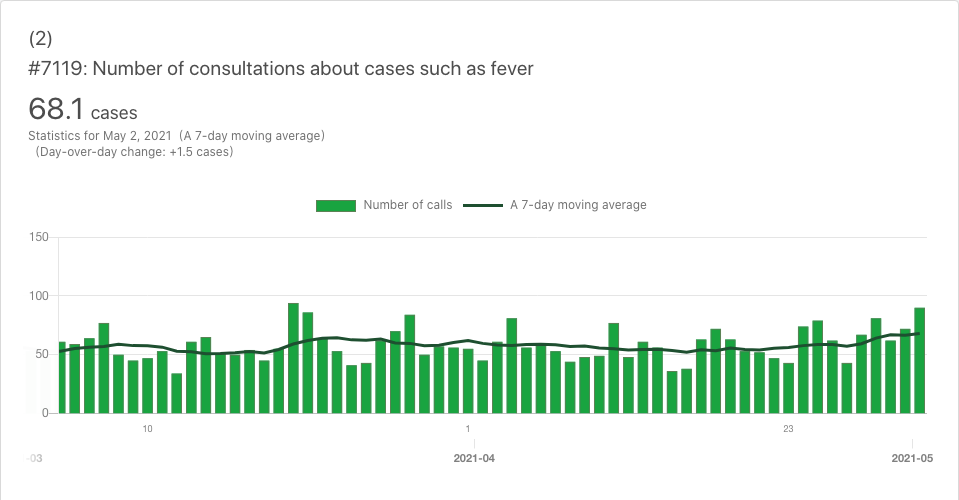 (2)
#7119: Number of consultations about cases such as fever
68.1 cases
Statistics for May 2, 2021 (A 7-day moving average)
(Day-over-day change: +1.5 cases)
Number of calls A 7-day moving average
150
100
50
0
10 1 23
-03 2021-04 2021-05